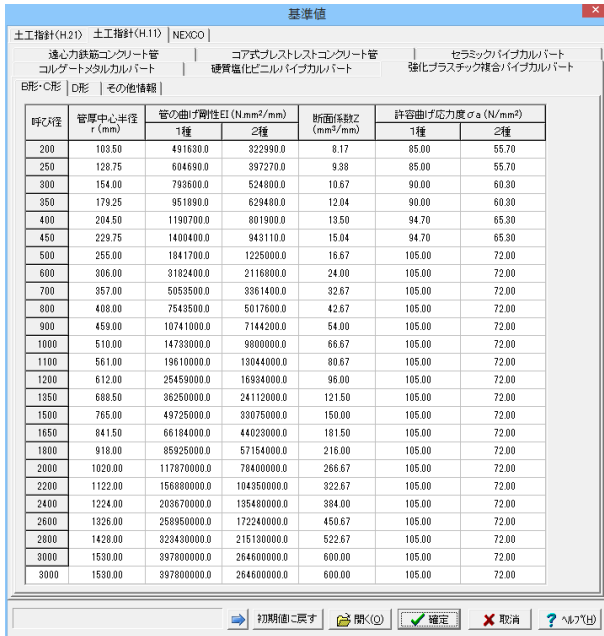 基準値
土工指針(H.21) 土工指針(H.11) NEXCO
遠心力鉄筋コンクリート管 コア式プレストレストコンクリート管 セラミックパイプカルバート
コルゲートメタルカルバート 硬質塩化ビニルパイプカルバート 強化プラスチック複合パイプカルバート
B形・C形 D形 その他情報
呼び径 管厚中心半径 r (mm) 管の曲げ剛性EI (N.mm²/mm) 断面係数Z (mm³/mm) 許容曲げ応力度σa (N/mm²)
1種 2種 1種 2種
200 103.50 491630.0 322990.0 8.17 85.00 55.70
250 128.75 604690.0 397270.0 9.38 85.00 55.70
300 154.00 793600.0 524800.0 10.67 90.00 60.30
350 179.25 951890.0 629480.0 12.04 90.00 60.30
400 204.50 1190700.0 801900.0 13.50 94.70 65.30
450 229.75 1400400.0 943110.0 15.04 94.70 65.30
500 255.00 1841700.0 1225000.0 16.67 105.00 72.00
600 306.00 3182400.0 2116800.0 24.00 105.00 72.00
700 357.00 5053500.0 3361400.0 32.67 105.00 72.00
800 408.00 7543500.0 5017600.0 42.67 105.00 72.00
900 459.00 10741000.0 7144200.0 54.00 105.00 72.00
1000 510.00 14733000.0 9800000.0 66.67 105.00 72.00
1100 561.00 19610000.0 13044000.0 80.67 105.00 72.00
1200 612.00 25459000.0 16934000.0 96.00 105.00 72.00
1350 688.50 36250000.0 24112000.0 121.50 105.00 72.00
1500 765.00 49725000.0 33075000.0 150.00 105.00 72.00
1650 841.50 66184000.0 44023000.0 181.50 105.00 72.00
1800 918.00 85925000.0 57154000.0 216.00 105.00 72.00
2000 1020.00 117870000.0 78400000.0 266.67 105.00 72.00
2200 1122.00 156880000.0 104350000.0 322.67 105.00 72.00
2400 1224.00 203670000.0 135480000.0 384.00 105.00 72.00
2600 1326.00 258950000.0 172240000.0 450.67 105.00 72.00
2800 1428.00 323430000.0 215130000.0 522.67 105.00 72.00
3000 1530.00 397800000.0 264600000.0 600.00 105.00 72.00
3000 1530.00 397800000.0 264600000.0 600.00 105.00 72.00
初期値に戻す 開く(O) 確定 取消 ヘルプ(H)